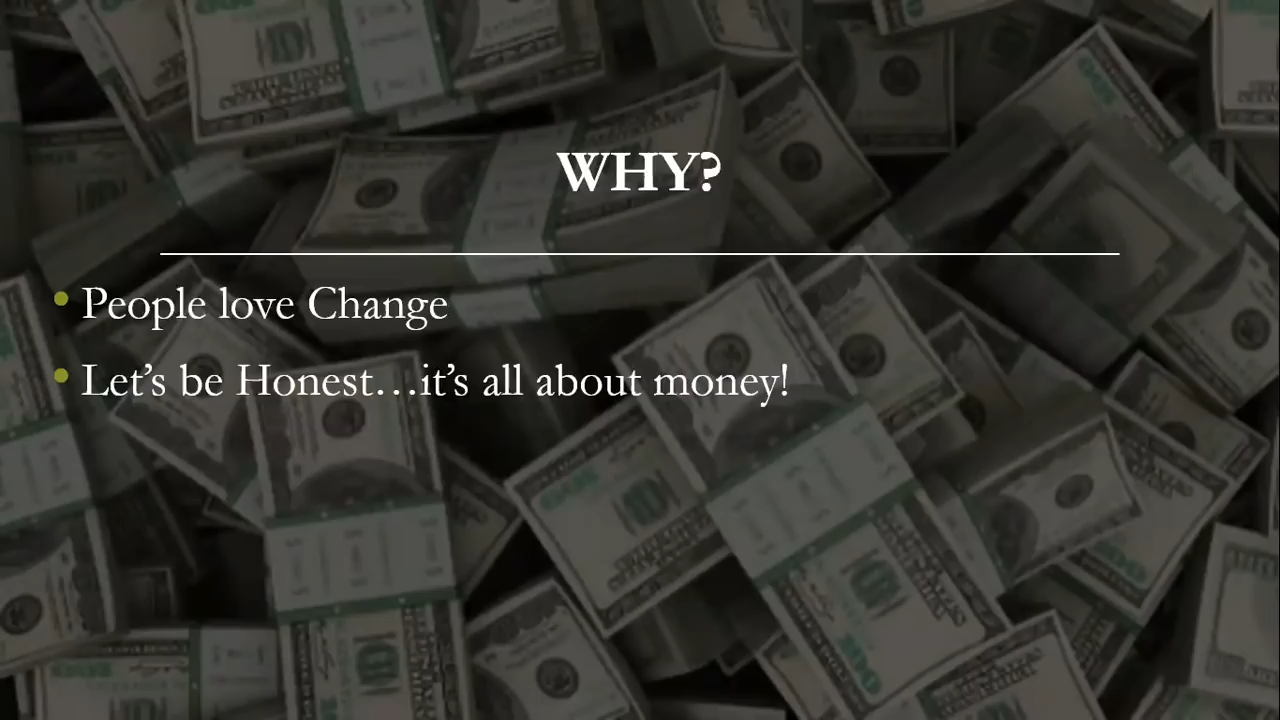 WHY?
People love Change
Let's be Honest…it's all about money!